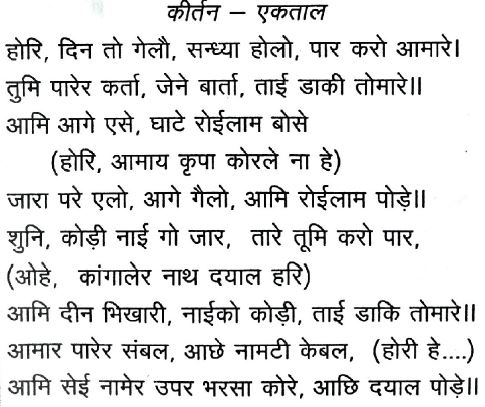 कीर्तन – एकताल
होरि, दिन तो गेलौ, सन्ध्या होलो, पार करो आमारे।
तुमि पारेर कर्ता, जेने बार्ता, ताई डाकी तोमारे॥
आमि आगे एसे, घाटे रोईलाम बोसे
(होरि, आमाय कृपा कोरले ना हे)
जारा परे एलो, आगे गैलो, आमि रोईलाम पोड़े॥
शुनि, कोड़ी नाई गो जार, तारे तूमि करो पार,
(ओहे, कांगालेर नाथ दयाल हरि)
आमि दीन भिखारी, नाईको कोड़ी, ताई डाकि तोमारे॥
आमार पारेर संबल, आछे नामटी केबल, (होरी हे....)
आमि सेई नामेर उपर भरसा कोरे, आछि दयाल पोड़े॥